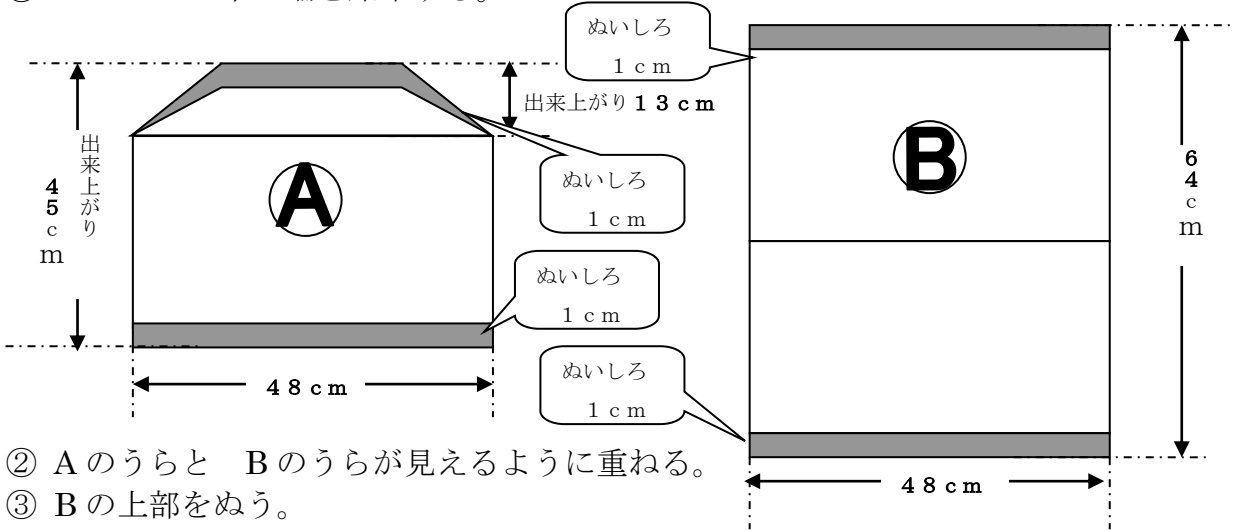 ぬいしろ
１ｃｍ
出来上がり１３ｃｍ
出来上がり
４５ｃｍ
A
ぬいしろ
１ｃｍ
B
６４ｃｍ
ぬいしろ
１ｃｍ
ぬいしろ
１ｃｍ
４８ｃｍ
② A のうらと　B のうらが見えるように重ねる。
４８ｃｍ
③ B の上部をぬう。